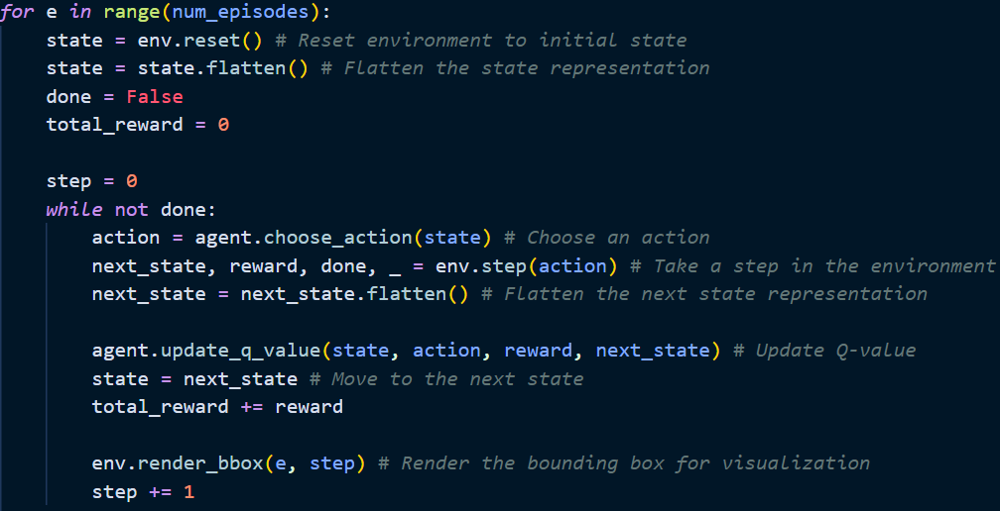 for e in range(num_episodes):
    state = env.reset() # Reset environment to initial state
    state = state.flatten() # Flatten the state representation
    done = False
    total_reward = 0

    step = 0
    while not done:
        action = agent.choose_action(state) # Choose an action
        next_state, reward, done, _ = env.step(action) # Take a step in the environment
        next_state = next_state.flatten() # Flatten the next state representation

        agent.update_q_value(state, action, reward, next_state) # Update Q-value
        state = next_state # Move to the next state
        total_reward += reward

        env.render_bbox(e, step) # Render the bounding box for visualization
        step += 1